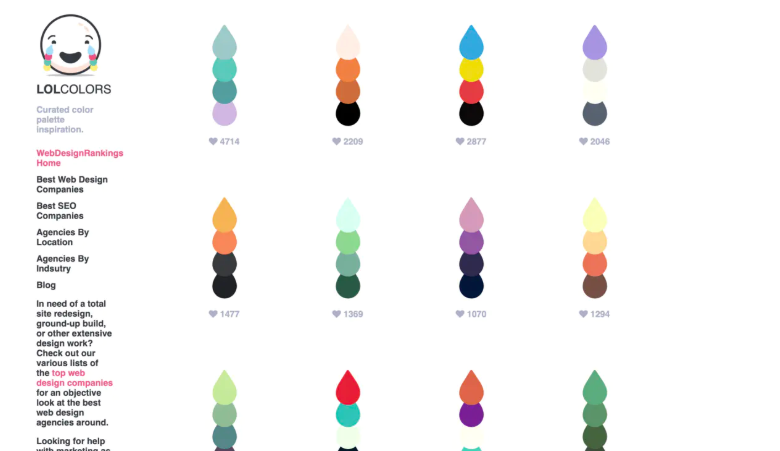 LOLCOLORS
Curated color
palette
inspiration.
WebDesignRankings
Home
Best Web Design
Companies
Best SEO
Companies
Agencies By
Location
Agencies By
Indsutry
Blog
In need of a total
site redesign,
ground-up build,
or other extensive
design work?
Check out our
various lists of
the top web
design companies
for an objective
look at the best
web design
agencies around.
Looking for help
with marketing as
4714
2209
2877
2046
1477
1369
1070
1294